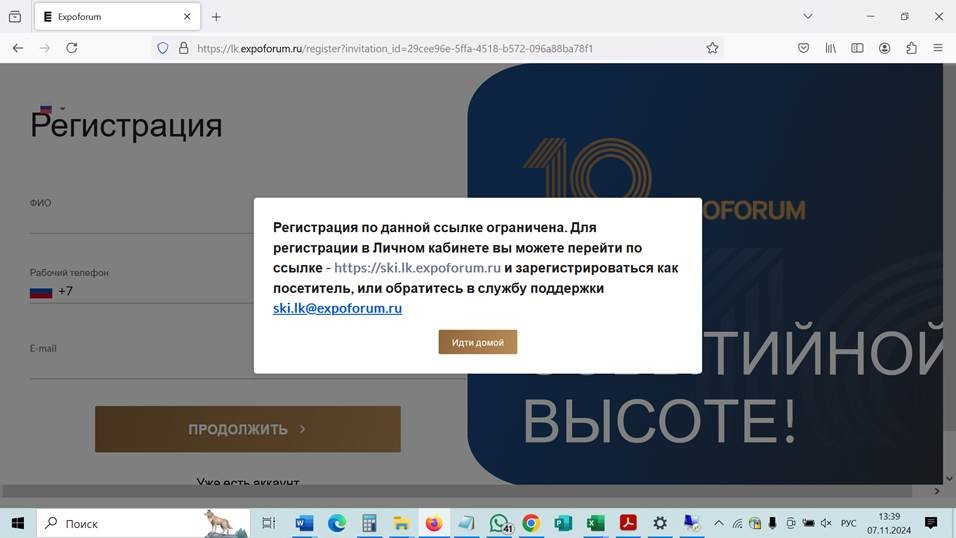 Expoforum
https://lk.expoforum.ru/register?invitation_id=29cee96e-5ffa-4518-b572-096a88ba78f1
Регистрация
ФИО
Рабочий телефон
+7
E-mail
ПРОДОЛЖИТЬ
Уже есть аккаунт
10
OFORUM
ТИЙНОЙ
ВЫСОТЕ!
Регистрация по данной ссылке ограничена. Для
регистрации в Личном кабинете вы можете перейти по
ссылке - https://ski.lk.expoforum.ru и зарегистрироваться как
посетитель, или обратитесь в службу поддержки
ski.lk@expoforum.ru
Идти домой
Поиск
41
РУС
13:39
07.11.2024